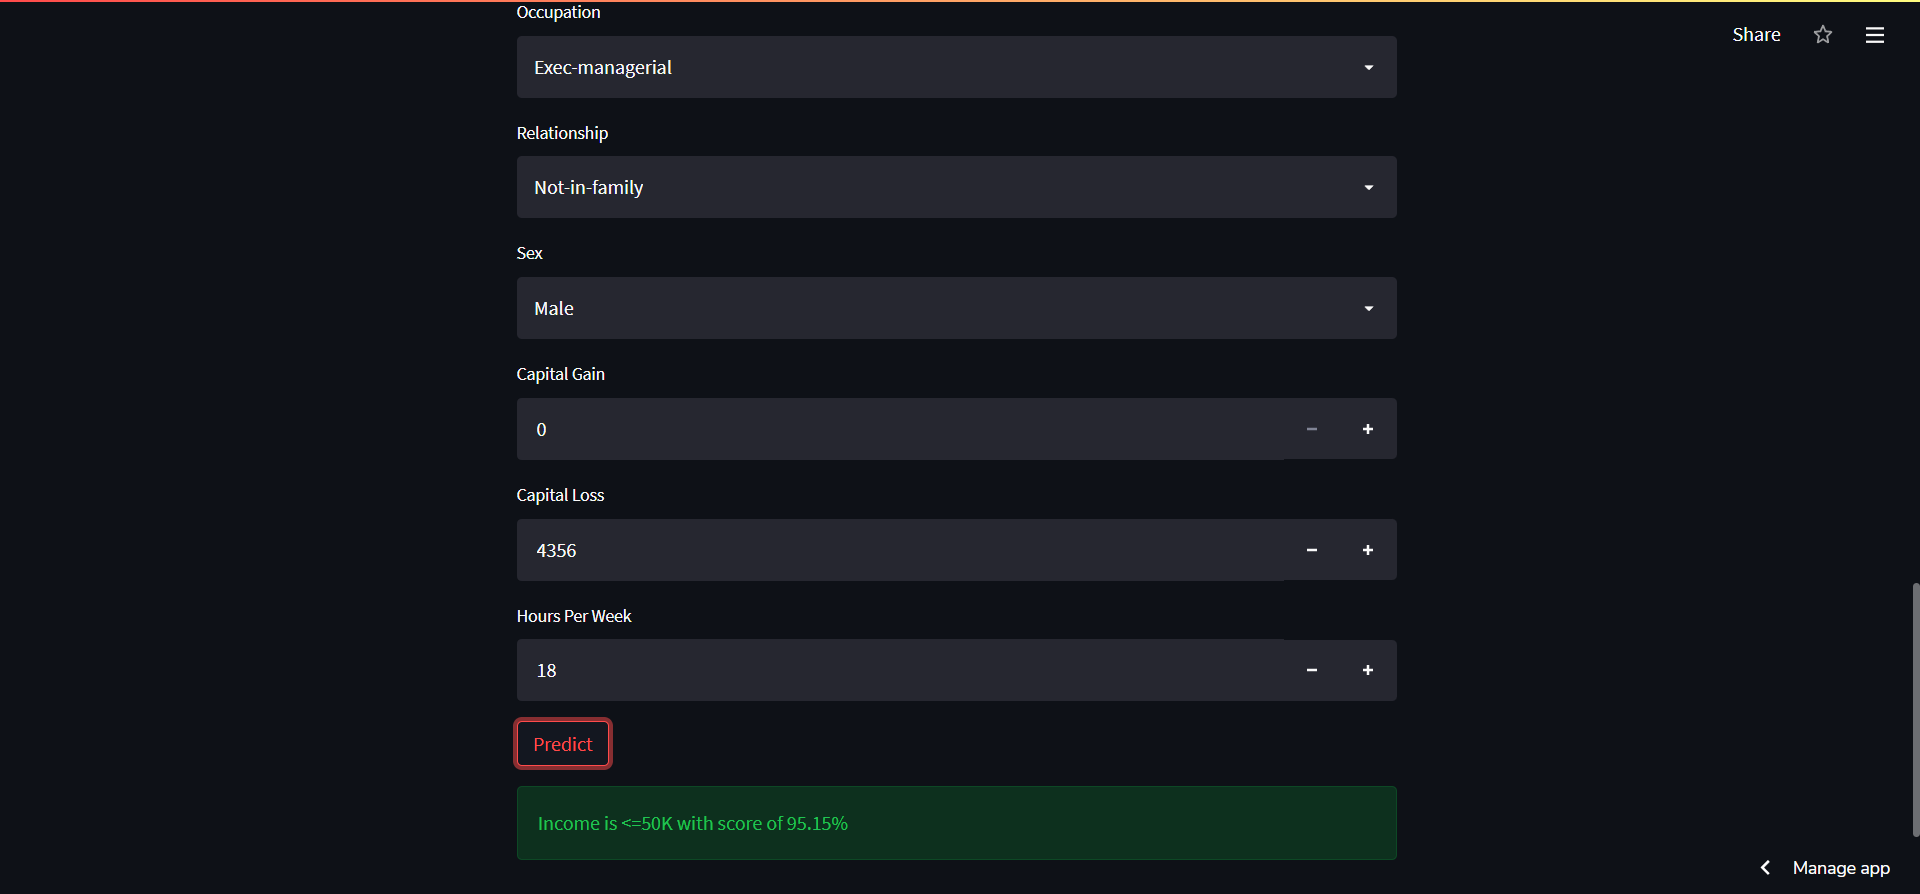 Occupation
Share
Exec-managerial
Relationship
Not-in-family
Sex
Male
Capital Gain
0
Capital Loss
4356
Hours Per Week
18
Predict
Income is <=50K with score of 95.15%
Manage app